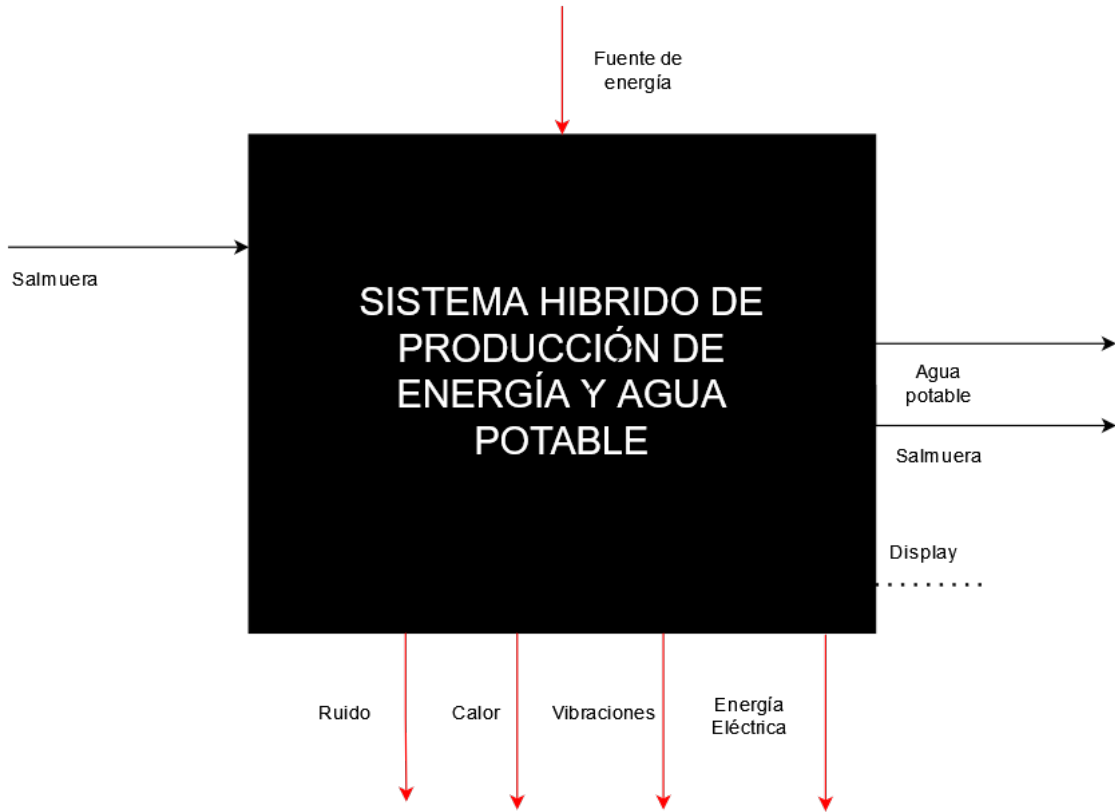 Fuente de
energía
Salmuera
SISTEMA HIBRIDO DE
PRODUCCIÓN DE
ENERGÍA Y AGUA
POTABLE
Agua
potable
Salmuera
Display
Ruido
Calor
Vibraciones
Energía
Eléctrica